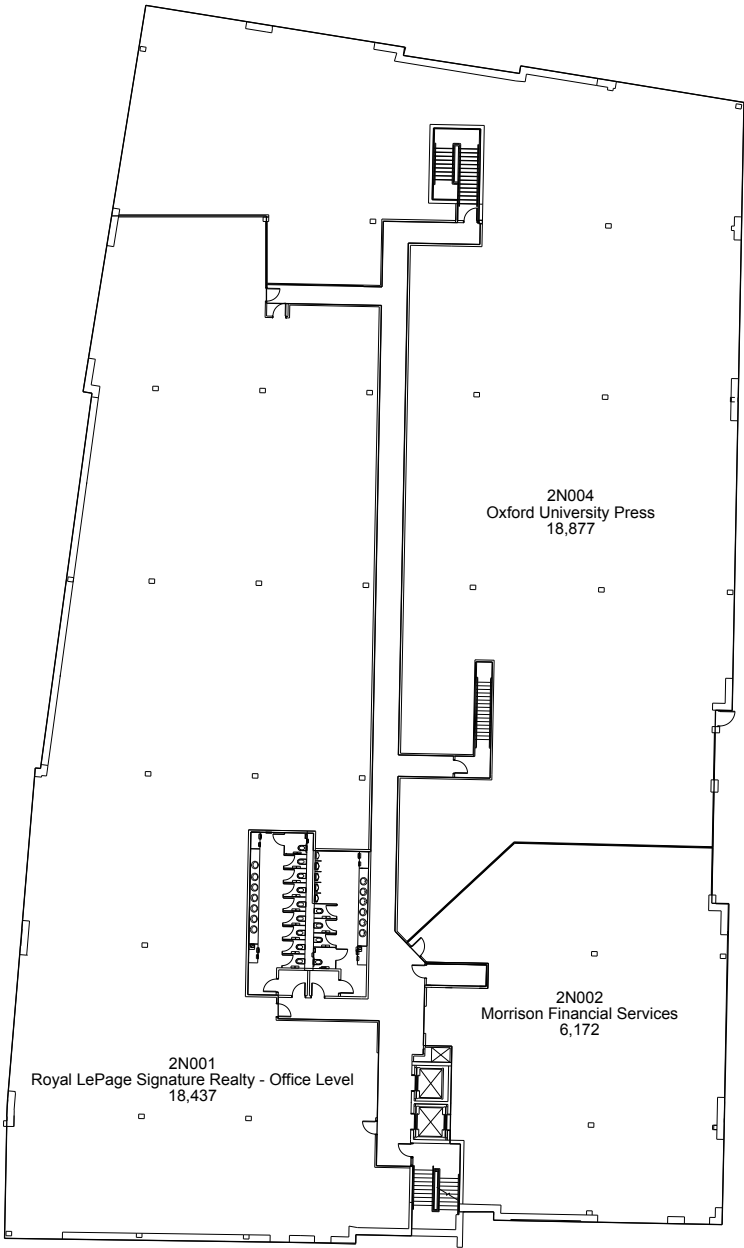 2N004
Oxford University Press
18,877
2N002
Morrison Financial Services
6,172
2N001
Royal LePage Signature Realty - Office Level
18,437